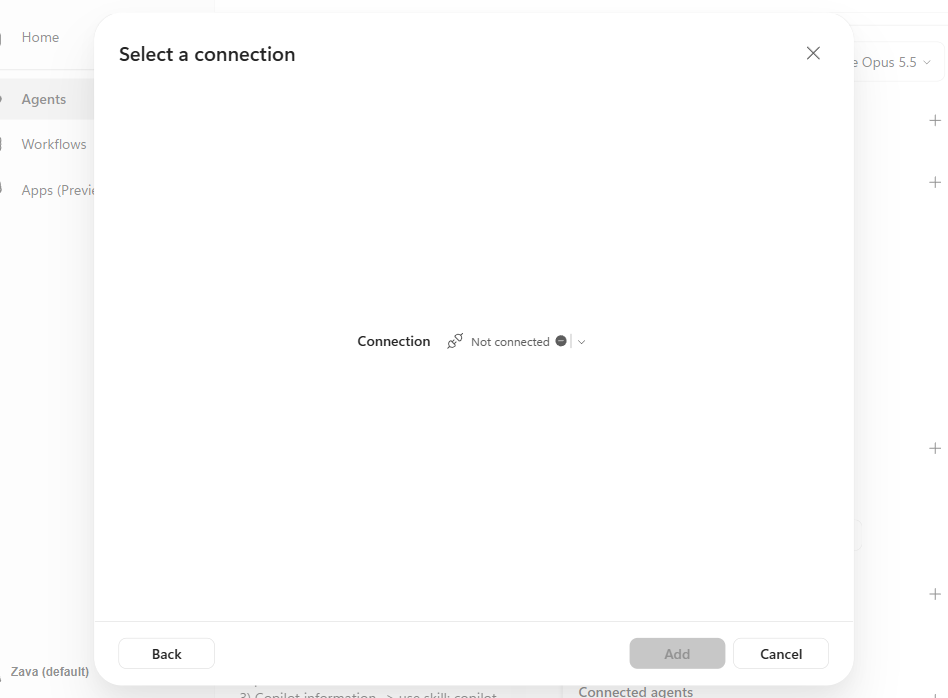 Home
Select a connection
Opus 5.5
Agents
Workflows
Apps (Previe
Connection Not connected
Back
Add
Cancel
Zava (default)
3) Copilot information -> use skill: copilot
Connected agents